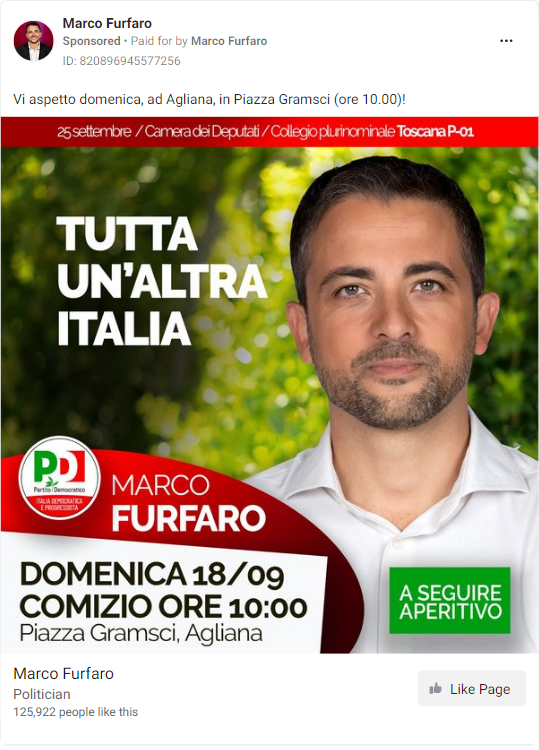 Marco Furfaro
Sponsored • Paid for by Marco Furfaro
ID: 820896945577256
Vi aspetto domenica, ad Agliana, in Piazza Gramsci (ore 10.00)!
25 settembre / Camera dei Deputati / Collegio plurinominale Toscana P-01
TUTTA
UN'ALTRA
ITALIA
PD
Partito Democratico
ITALIA DEMOCRATICA
E PROGRESSISTA
MARCO
FURFARO
DOMENICA 18/09
COMIZIO ORE 10:00
Piazza Gramsci, Agliana
A SEGUIRE
APERITIVO
Marco Furfaro
Politician
125,922 people like this
Like Page